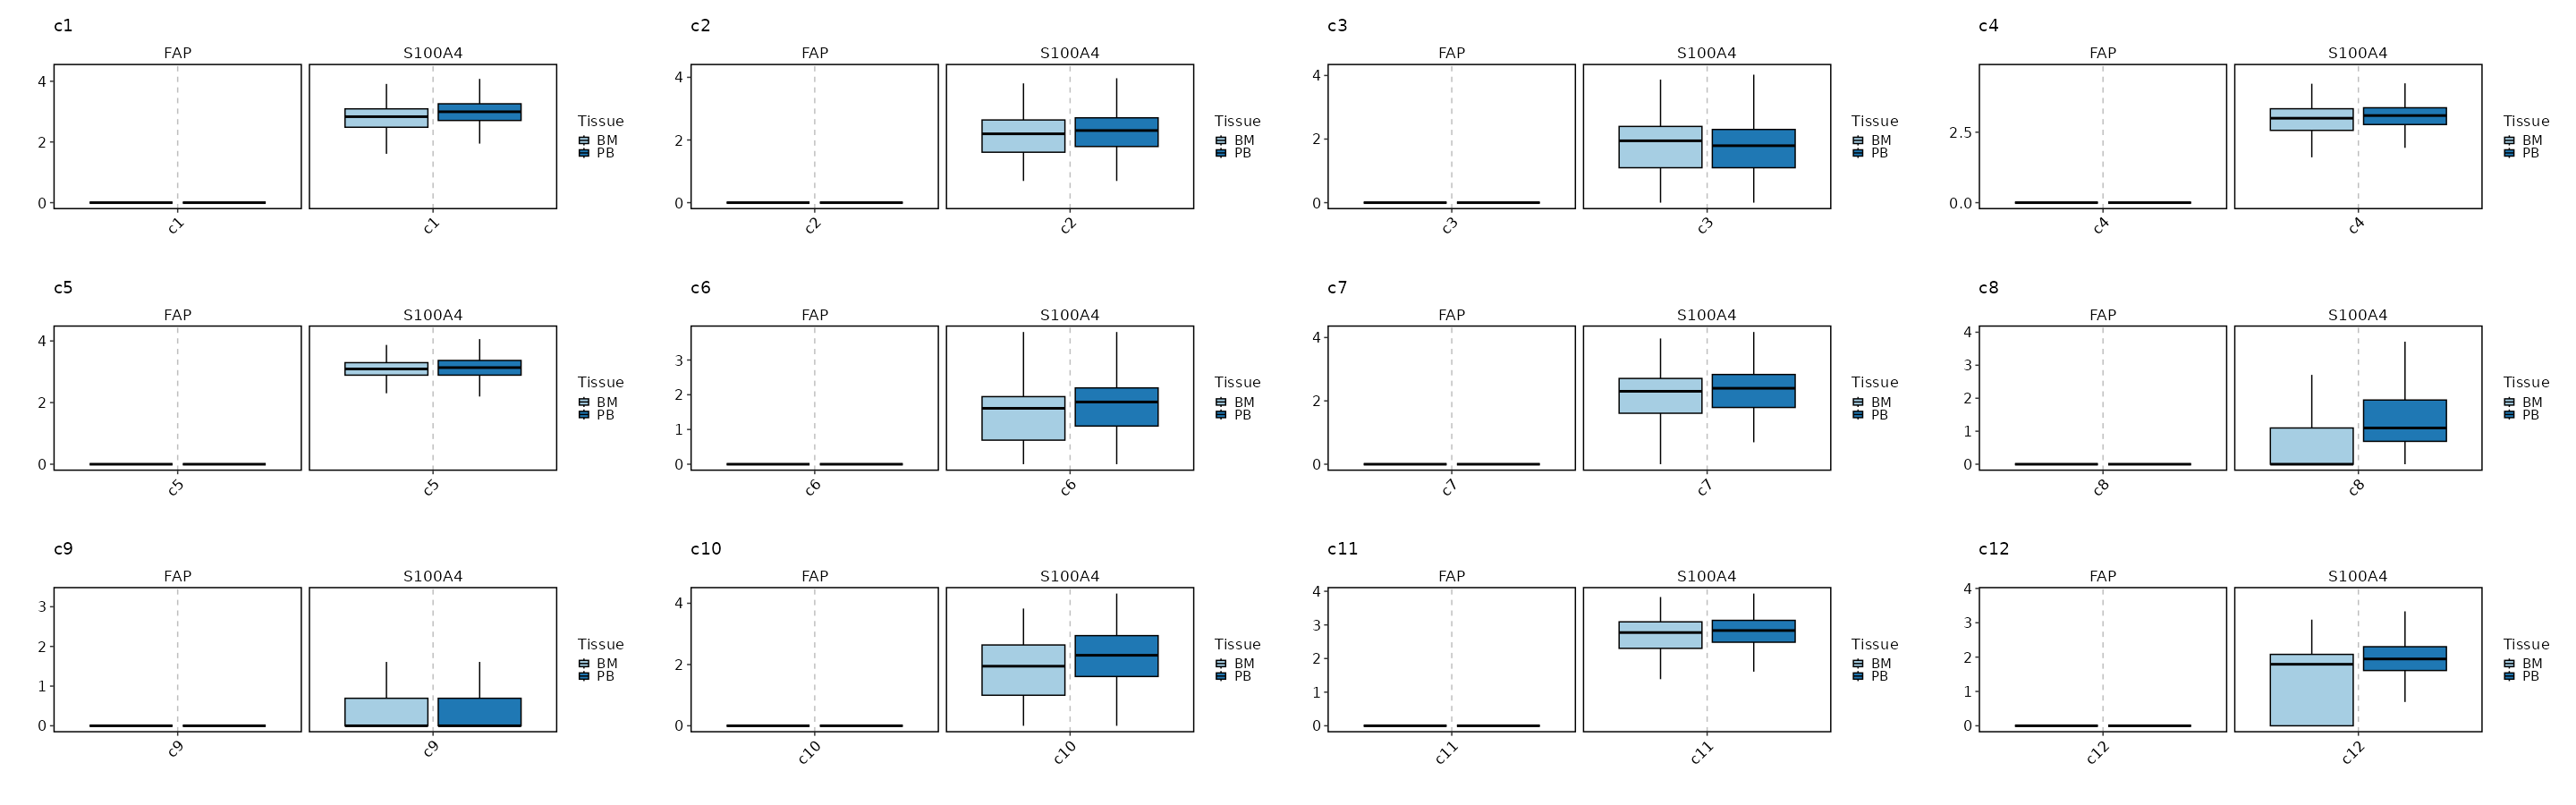 c1
FAP
S100A4
4
2
0
c1
c1
Tissue
BM
PB
c2
FAP
S100A4
4
2
0
c2
c2
Tissue
BM
PB
c3
FAP
S100A4
4
2
0
c3
c3
Tissue
BM
PB
c4
FAP
S100A4
2.5
0.0
c4
c4
Tissue
BM
PB
c5
FAP
S100A4
4
2
0
c5
c5
Tissue
BM
PB
c6
FAP
S100A4
3
2
1
0
c6
c6
Tissue
BM
PB
c7
FAP
S100A4
4
2
0
c7
c7
Tissue
BM
PB
c8
FAP
S100A4
4
3
2
1
0
c8
c8
Tissue
BM
PB
c9
FAP
S100A4
3
2
1
0
c9
c9
Tissue
BM
PB
c10
FAP
S100A4
4
2
0
c10
c10
Tissue
BM
PB
c11
FAP
S100A4
4
3
2
1
0
c11
c11
Tissue
BM
PB
c12
FAP
S100A4
4
3
2
1
0
c12
c12
Tissue
BM
PB